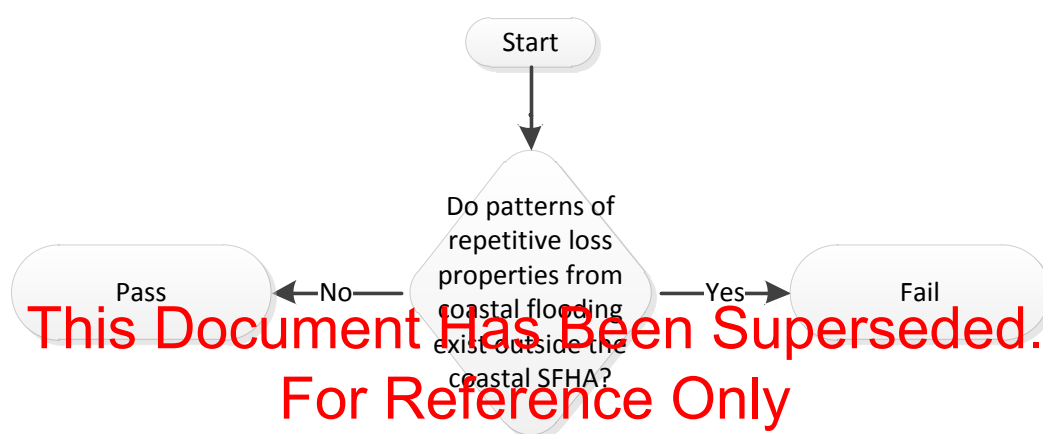 Start
Do patterns of
repetitive loss
properties from
coastal flooding
exist outside the
coastal SFHA?
Pass
No
Yes
Fail
This Document Has Been Superseded.
For Reference Only